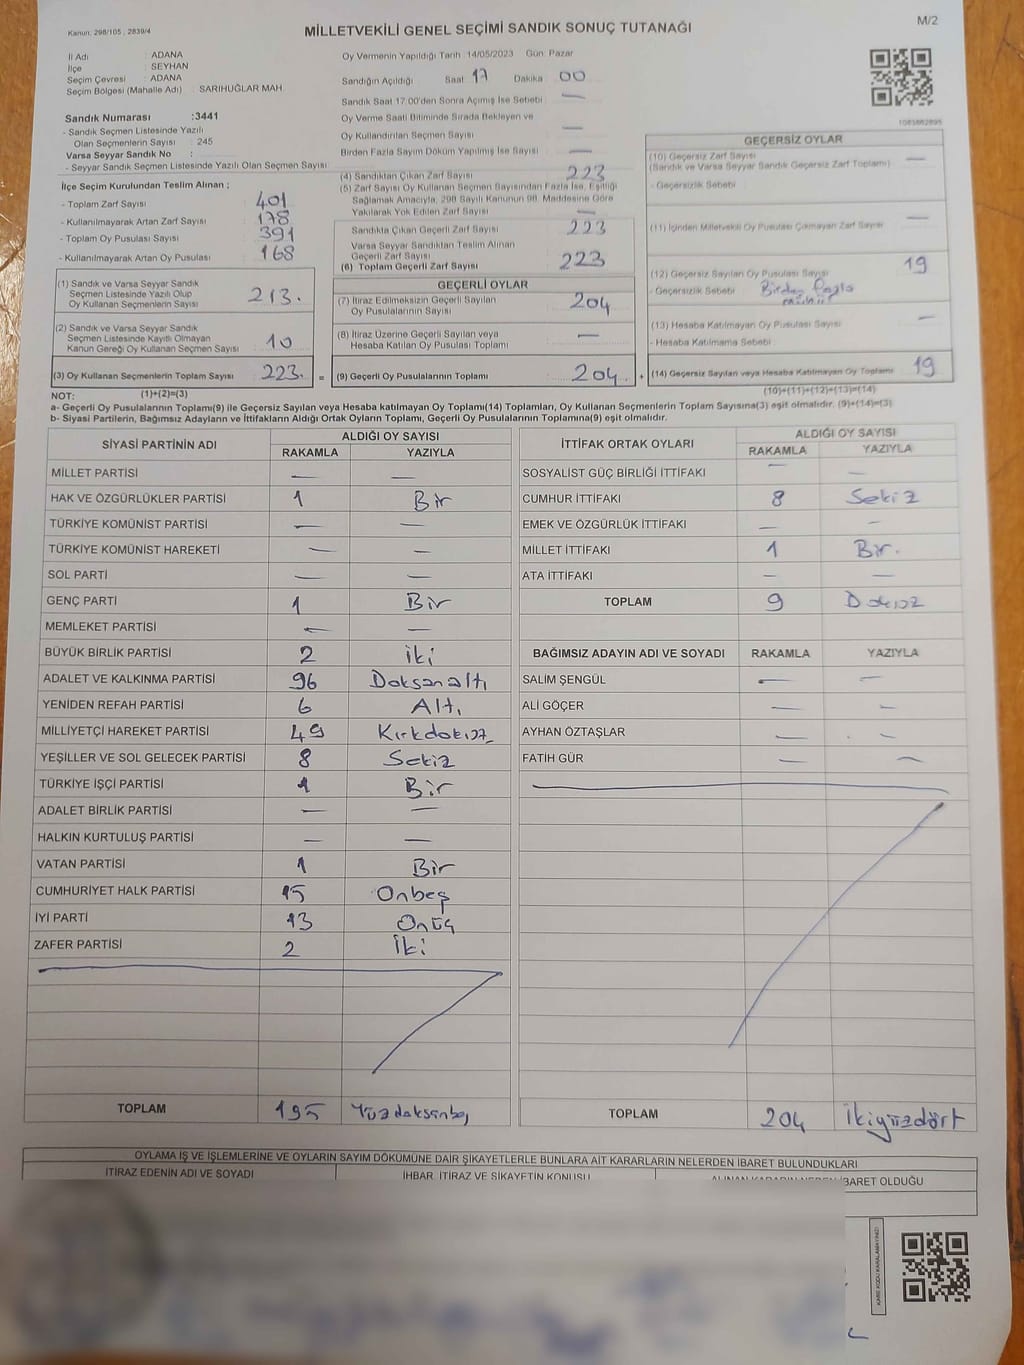 Kanun: 298/105 , 2839/4
MİLLETVEKİLİ GENEL SEÇİMİ SANDIK SONUÇ TUTANAĞI
M/2
İl Adı : ADANA
İlçe : SEYHAN
Seçim Çevresi : ADANA
Seçim Bölgesi (Mahalle Adı) : SARIHUĞLAR MAH.
Sandık Numarası :3441
- Sandık Seçmen Listesinde Yazılı
Olan Seçmenlerin Sayısı : 245
Varsa Seyyar Sandık No :
- Seyyar Sandık Seçmen Listesinde Yazılı Olan Seçmen Sayısı :
İlçe Seçim Kurulundan Teslim Alınan ;
- Toplam Zarf Sayısı : 401
- Kullanılmayarak Artan Zarf Sayısı : 178
- Toplam Oy Pusulası Sayısı : 391
- Kullanılmayarak Artan Oy Pusulası : 168
(1) Sandık ve Varsa Seyyar Sandık
Seçmen Listesinde Yazılı Olup
Oy Kullanan Seçmenlerin Sayısı : 213.
(2) Sandık ve Varsa Seyyar Sandık
Seçmen Listesinde Kayıtlı Olmayan
Kanun Gereği Oy Kullanan Seçmen Sayısı : 10
(3) Oy Kullanan Seçmenlerin Toplam Sayısı : 223. =
(1)+(2)=(3)
Oy Vermenin Yapıldığı Tarih :14/05/2023 Gün: Pazar
Sandığın Açıldığı Saat 17 Dakika 00
Sandık Saat 17:00'den Sonra Açımış İse Sebebi : —
Oy Verme Saati Bitiminde Sırada Bekleyen ve
Oy Kullandırılan Seçmen Sayısı : —
Birden Fazla Sayım Döküm Yapılmış İse Sayısı : —
(4) Sandıktan Çıkan Zarf Sayısı : 223
(5) Zarf Sayısı Oy Kullanan Seçmen Sayısından Fazla İse, Eşitliği
Sağlamak Amacıyla, 298 Sayılı Kanunun 98. Maddesine Göre
Yakılarak Yok Edilen Zarf Sayısı : —
Sandıkta Çıkan Geçerli Zarf Sayısı : 223
Varsa Seyyar Sandıktan Teslim Alınan
Geçerli Zarf Sayısı : —
(6) Toplam Geçerli Zarf Sayısı : 223
GEÇERLİ OYLAR
(7) İtiraz Edilmeksizin Geçerli Sayılan
Oy Pusulasının Sayısı : 204
(8) İtiraz Üzerine Geçerli Sayılan veya
Hesaba Katılan Oy Pusulası Toplamı : —
(9) Geçerli Oy Pusulalarının Toplamı : 204. +
GEÇERSİZ OYLAR
(10) Geçersiz Zarf Sayısı : —
(Sandık ve Varsa Seyyar Sandık Geçersiz Zarf Toplamı)
- Geçersizlik Sebebi :
(11) İçinden Milletvekili Oy Pusulası Çıkmayan Zarf Sayısı : —
(12) Geçersiz Sayılan Oy Pusulası Sayısı : 19
- Geçersizlik Sebebi : Birden fazla
mühür
(13) Hesaba Katılmayan Oy Pusulası Sayısı : —
- Hesaba Katılmama Sebebi :
(14) Geçersiz Sayılan veya Hesaba Katılmayan Oy Toplamı : 19
(10)+(11)+(12)+(13)=(14)
NOT:
a- Geçerli Oy Pusulalarının Toplamı(9) ile Geçersiz Sayılan veya Hesaba katılmayan Oy Toplamı(14) Toplamları, Oy Kullanan Seçmenlerin Toplam Sayısına(3) eşit olmalıdır. (9)+(14)=(3)
b- Siyasi Partilerin, Bağımsız Adayların ve İttifakların Aldığı Ortak Oyların Toplamı, Geçerli Oy Pusulalarının Toplamına(9) eşit olmalıdır.
SİYASİ PARTİNİN ADI ALDIĞI OY SAYISI
RAKAMLA YAZIYLA
MİLLET PARTİSİ — —
HAK VE ÖZGÜRLÜKLER PARTİSİ 1 Bir
TÜRKİYE KOMÜNİST PARTİSİ — —
TÜRKİYE KOMÜNİST HAREKETİ — —
SOL PARTİ — —
GENÇ PARTİ 1 Bir
MEMLEKET PARTİSİ — —
BÜYÜK BİRLİK PARTİSİ 2 İki
ADALET VE KALKINMA PARTİSİ 96 Doksanaltı
YENİDEN REFAH PARTİSİ 6 Altı
MİLLİYETÇİ HAREKET PARTİSİ 49 Kırkdokuz
YEŞİLLER VE SOL GELECEK PARTİSİ 8 Sekiz
TÜRKİYE İŞÇİ PARTİSİ 1 Bir
ADALET BİRLİK PARTİSİ — —
HALKIN KURTULUŞ PARTİSİ — —
VATAN PARTİSİ 1 Bir
CUMHURİYET HALK PARTİSİ 15 Onbeş
İYİ PARTİ 13 Onüç
ZAFER PARTİSİ 2 İki
TOPLAM 195 Yüzdoksanbeş
İTTİFAK ORTAK OYLARI ALDIĞI OY SAYISI
RAKAMLA YAZIYLA
SOSYALİST GÜÇ BİRLİĞİ İTTİFAKI — —
CUMHUR İTTİFAKI 8 Sekiz
EMEK VE ÖZGÜRLÜK İTTİFAKI — —
MİLLET İTTİFAKI 1 Bir.
ATA İTTİFAKI — —
TOPLAM 9 Dokuz
BAĞIMSIZ ADAYIN ADI VE SOYADI RAKAMLA YAZIYLA
SALİM ŞENGÜL — —
ALİ GÖÇER — —
AYHAN ÖZTAŞLAR — —
FATİH GÜR — —
TOPLAM 204 İkiyüzdört
OYLAMA İŞ VE İŞLEMLERİNE VE OYLARIN SAYIM DÖKÜMÜNE DAİR ŞİKAYETLERLE BUNLARA AİT KARARLARIN NELERDEN İBARET BULUNDUKLARI
İTİRAZ EDENİN ADI VE SOYADI İHBAR, İTİRAZ VE ŞİKAYETİN KONUSU ALINAN KARARIN NEDEN İBARET OLDUĞU